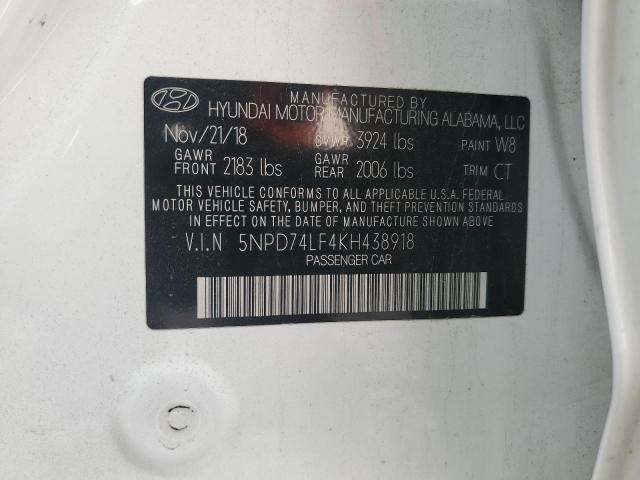 MANUFACTURED BY
HYUNDAI MOTOR MANUFACTURING ALABAMA, LLC
Nov/21/18 GVWR 3924 lbs PAINT W8
GAWR FRONT 2183 lbs GAWR REAR 2006 lbs TRIM CT
THIS VEHICLE CONFORMS TO ALL APPLICABLE U.S.A. FEDERAL
MOTOR VEHICLE SAFETY, BUMPER, AND THEFT PREVENTION STANDARDS
IN EFFECT ON THE DATE OF MANUFACTURE SHOWN ABOVE.
V.I.N 5NPD74LF4KH438918
PASSENGER CAR